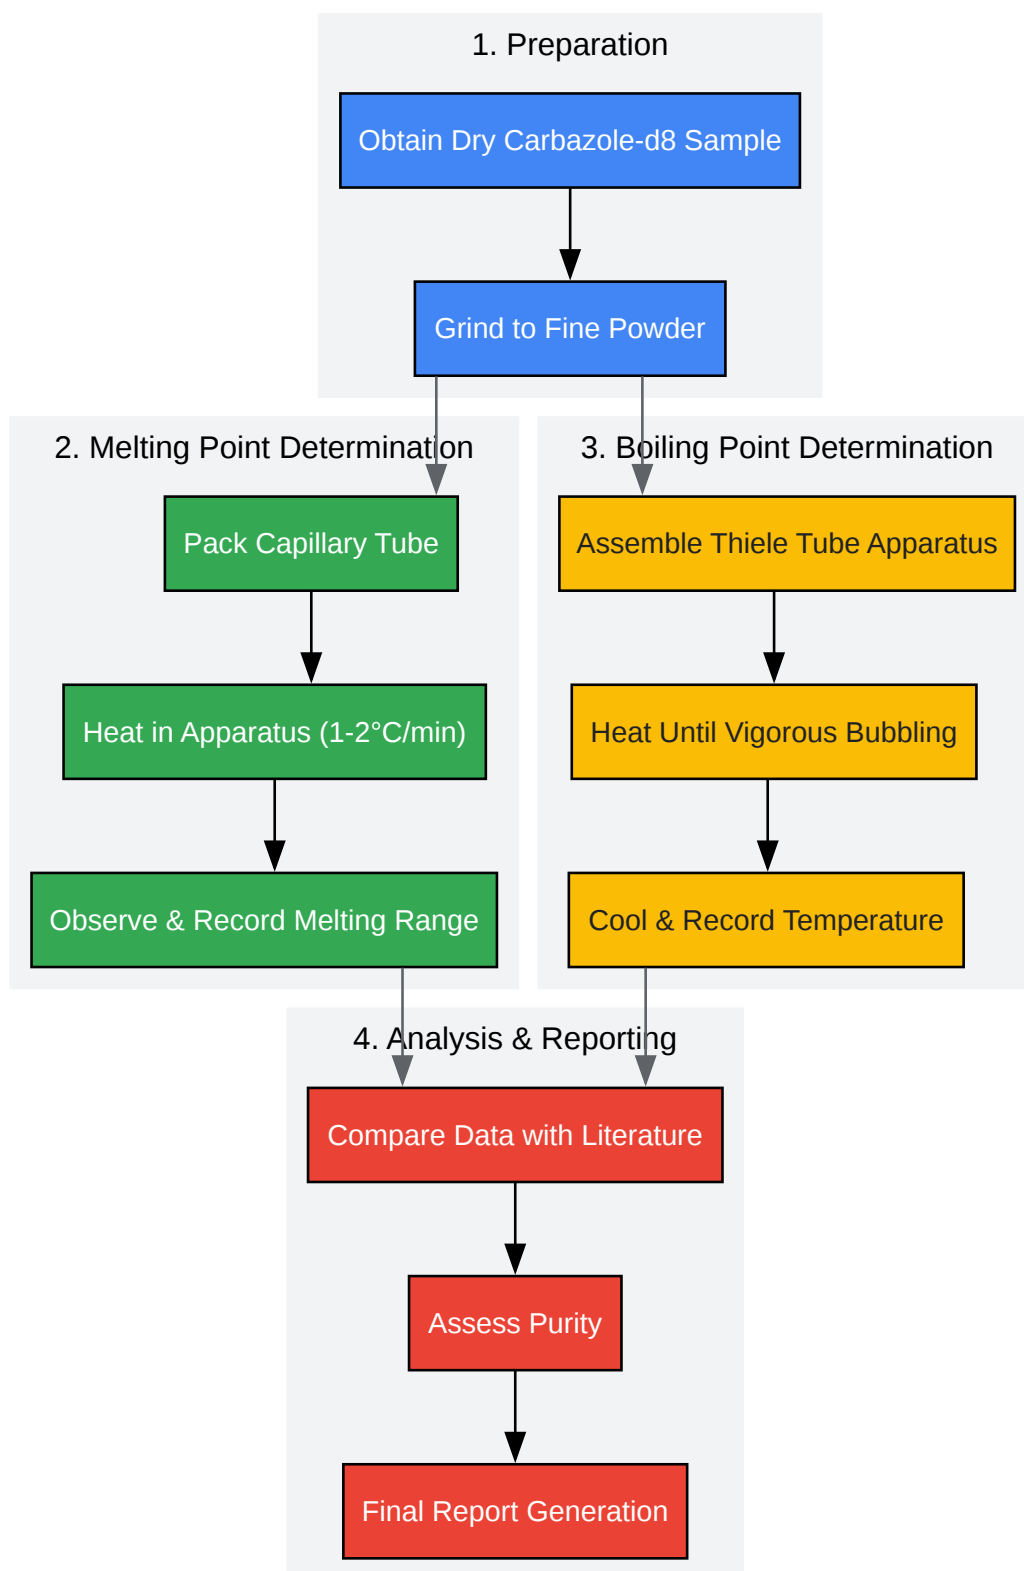 1. Preparation
Obtain Dry Carbazole-d8 Sample
Grind to Fine Powder
2. Melting Point Determination
Pack Capillary Tube
Heat in Apparatus (1-2°C/min)
Observe & Record Melting Range
3. Boiling Point Determination
Assemble Thiele Tube Apparatus
Heat Until Vigorous Bubbling
Cool & Record Temperature
4. Analysis & Reporting
Compare Data with Literature
Assess Purity
Final Report Generation